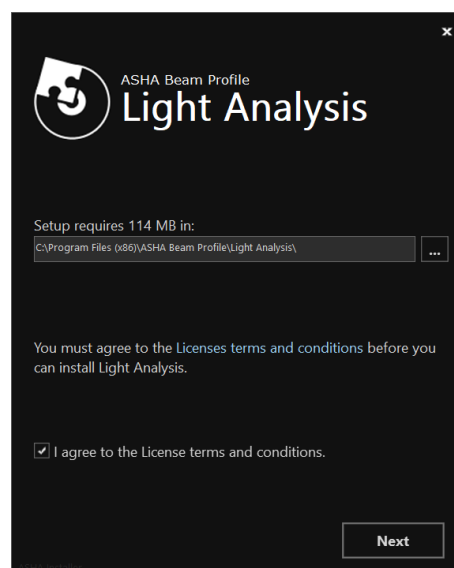 x
ASHA Beam Profile
Light Analysis
Setup requires 114 MB in:
C:\Program Files (x86)\ASHA Beam Profile\Light Analysis\
...
You must agree to the Licenses terms and conditions before you
can install Light Analysis.
I agree to the License terms and conditions.
Next